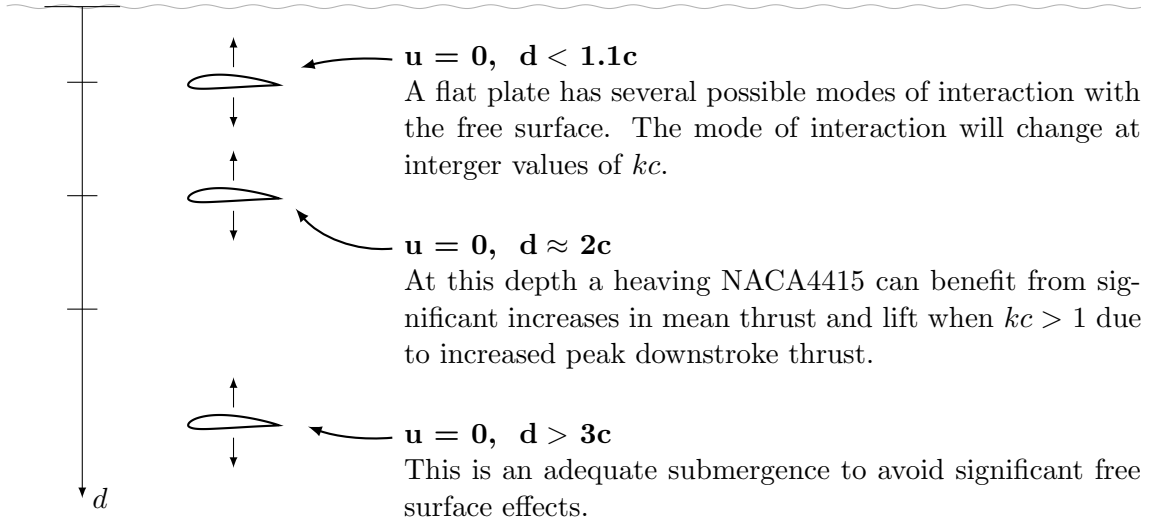 u = 0, d < 1.1c
A flat plate has several possible modes of interaction with
the free surface. The mode of interaction will change at
interger values of kc.
u = 0, d ≈ 2c
At this depth a heaving NACA4415 can benefit from sig-
nificant increases in mean thrust and lift when kc > 1 due
to increased peak downstroke thrust.
u = 0, d > 3c
This is an adequate submergence to avoid significant free
surface effects.
d